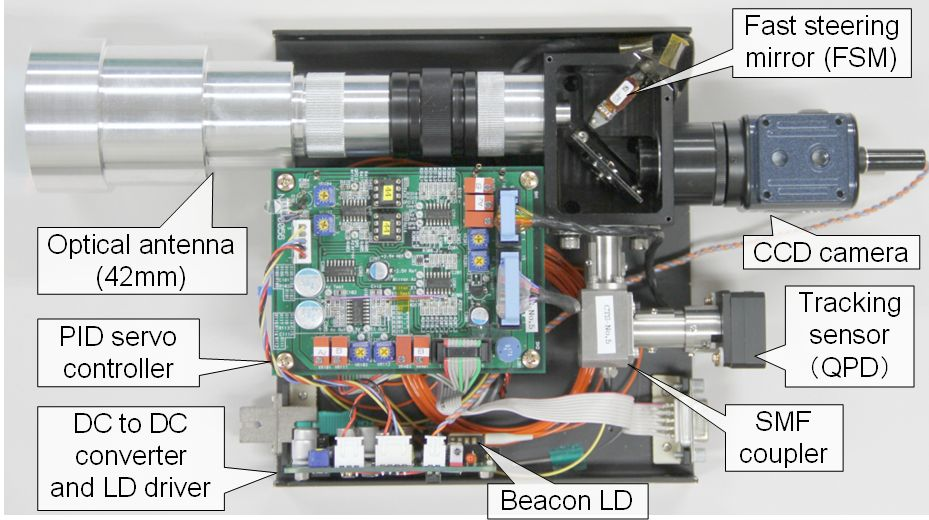 Fast steering
mirror (FSM)
Optical antenna
(42mm)
CCD camera
PID servo
controller
Tracking
sensor
(QPD)
DC to DC
converter
and LD driver
SMF
coupler
Beacon LD